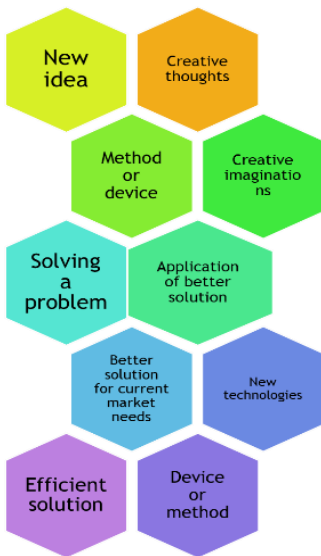 New
idea
Creative
thoughts
Method
or
device
Creative
imaginatio
ns
Solving
a
problem
Application
of better
solution
Better
solution
for current
market
needs
New
technologies
Efficient
solution
Device
or
method